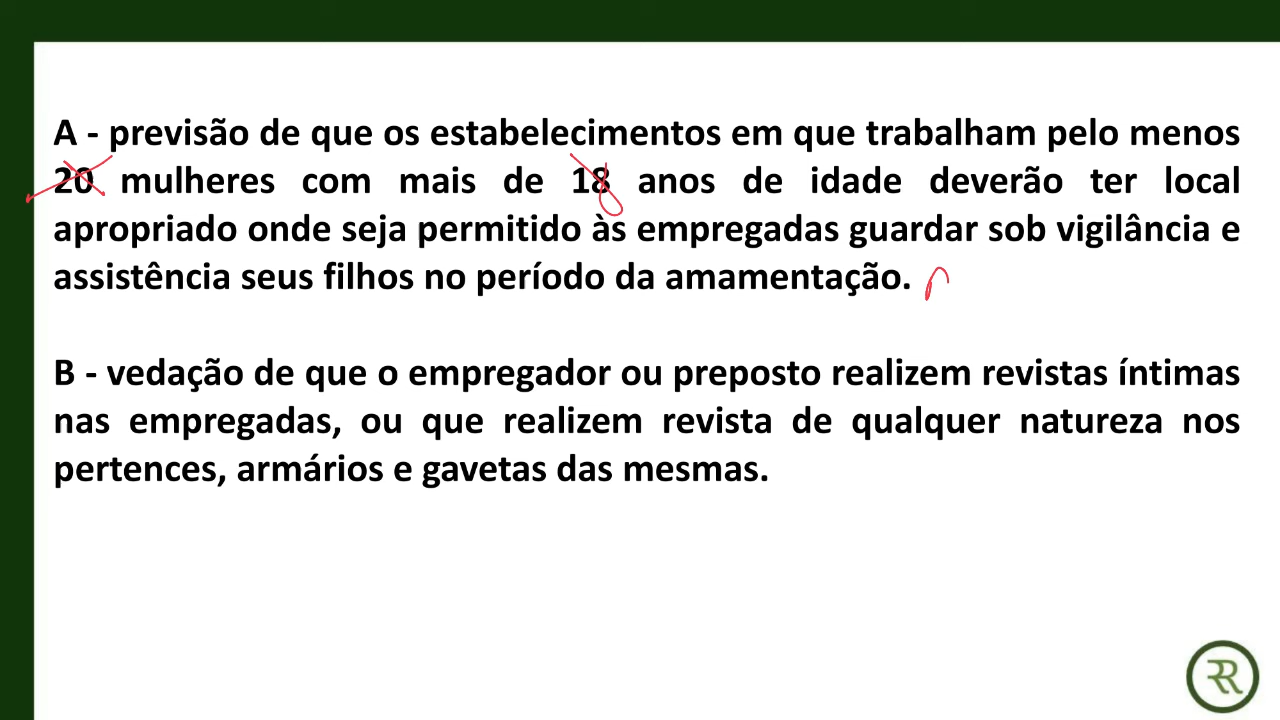 A - previsão de que os estabelecimentos em que trabalham pelo menos
20 mulheres com mais de 18 anos de idade deverão ter local
apropriado onde seja permitido às empregadas guardar sob vigilância e
assistência seus filhos no período da amamentação.
B - vedação de que o empregador ou preposto realizem revistas íntimas
nas empregadas, ou que realizem revista de qualquer natureza nos
pertences, armários e gavetas das mesmas.